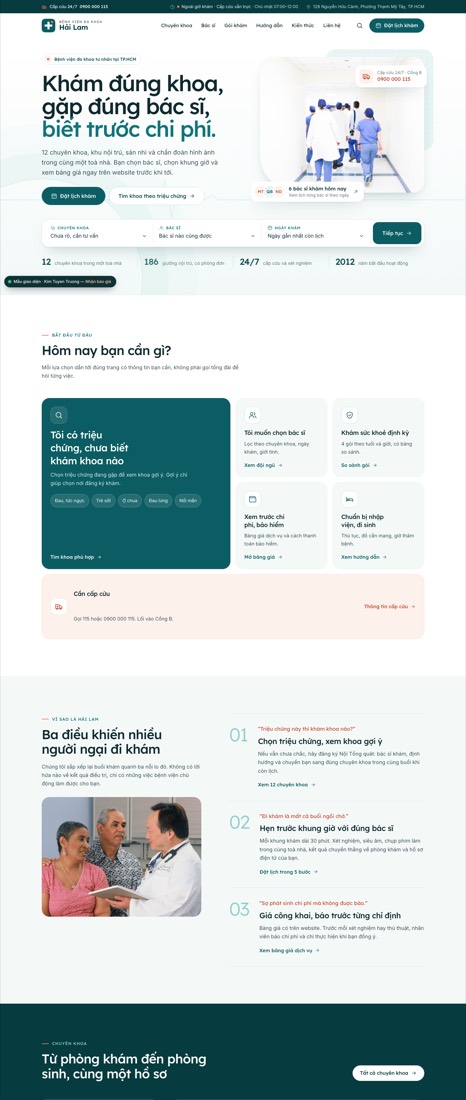 Cấp cứu 24/7 0900 000 115
Ngoài giờ khám · Cấp cứu vẫn trực · Chủ nhật 07:00–12:00
128 Nguyễn Hữu Cảnh, Phường Thạnh Mỹ Tây, TP.HCM
BỆNH VIỆN ĐA KHOA
Hải Lam
Chuyên khoa Bác sĩ Gói khám Hướng dẫn Kiến thức Liên hệ
Đặt lịch khám
Bệnh viện đa khoa tư nhân tại TP.HCM
Khám đúng khoa,
gặp đúng bác sĩ,
biết trước chi phí.
12 chuyên khoa, khu nội trú, sản nhi và chẩn đoán hình ảnh
trong cùng một toà nhà. Bạn chọn bác sĩ, chọn khung giờ và
xem bảng giá ngay trên website trước khi tới.
Đặt lịch khám
Tìm khoa theo triệu chứng →
Cấp cứu 24/7 · Cổng B
0900 000 115
MT GB ND
6 bác sĩ khám hôm nay
Xem lịch từng bác sĩ theo ngày
CHUYÊN KHOA
Chưa rõ, cần tư vấn
BÁC SĨ
Bác sĩ nào cũng được
NGÀY KHÁM
Ngày gần nhất còn lịch
Tiếp tục →
12 chuyên khoa trong một toà nhà
186 giường nội trú, có phòng đơn
24/7 cấp cứu và xét nghiệm
2012 năm bắt đầu hoạt động
Mẫu giao diện · Kim Tuyen Truong — Nhận báo giá
BẮT ĐẦU TỪ ĐÂU
Hôm nay bạn cần gì?
Mỗi lựa chọn dẫn tới đúng trang có thông tin bạn cần, không phải gọi tổng đài để
hỏi từng việc.
Tôi có triệu
chứng, chưa biết
khám khoa nào
Chọn triệu chứng đang gặp để xem khoa gợi ý. Gợi ý chỉ
giúp chọn nơi đăng ký khám.
Đau, tức ngực
Trẻ sốt
Ợ chua
Đau lưng
Nổi mẩn
Tìm khoa phù hợp →
Tôi muốn chọn bác sĩ
Lọc theo chuyên khoa, ngày
khám, giới tính.
Xem đội ngũ →
Khám sức khoẻ định kỳ
4 gói theo tuổi và giới, có bảng
so sánh.
So sánh gói →
Xem trước chi
phí, bảo hiểm
Bảng giá dịch vụ và cách thanh
toán bảo hiểm.
Mở bảng giá →
Chuẩn bị nhập
viện, đi sinh
Thủ tục, đồ cần mang, giờ thăm
bệnh.
Xem hướng dẫn →
Cần cấp cứu
Gọi 115 hoặc 0900 000 115. Lối vào Cổng B.
Thông tin cấp cứu →
VÌ SAO LÀ HẢI LAM
Ba điều khiến nhiều
người ngại đi khám
Chúng tôi sắp xếp lại buổi khám quanh ba nỗi lo đó. Không có lời
hứa nào về kết quả điều trị, chỉ có những việc bệnh viện chủ
động làm được cho bạn.
01
“Triệu chứng này thì khám khoa nào?”
Chọn triệu chứng, xem khoa gợi ý
Nếu vẫn chưa chắc, hãy đăng ký Nội Tổng quát: bác sĩ khám, định
hướng và chuyển bạn sang đúng chuyên khoa trong cùng buổi khi
còn lịch.
Xem 12 chuyên khoa →
02
“Đi khám là mất cả buổi ngồi chờ.”
Hẹn trước khung giờ với đúng bác sĩ
Mỗi khung khám dài 30 phút. Xét nghiệm, siêu âm, chụp phim làm
trong cùng toà nhà, kết quả chuyển thẳng về phòng khám và hồ sơ
điện tử của bạn.
Đặt lịch trong 5 bước →
03
“Sợ phát sinh chi phí mà không được báo.”
Giá công khai, báo trước từng chỉ định
Bảng giá có trên website. Trước mỗi xét nghiệm hay thủ thuật, nhân
viên báo chi phí và chỉ thực hiện khi bạn đồng ý.
Xem bảng giá dịch vụ →
CHUYÊN KHOA
Từ phòng khám đến phòng
sinh, cùng một hồ sơ
Tất cả chuyên khoa →